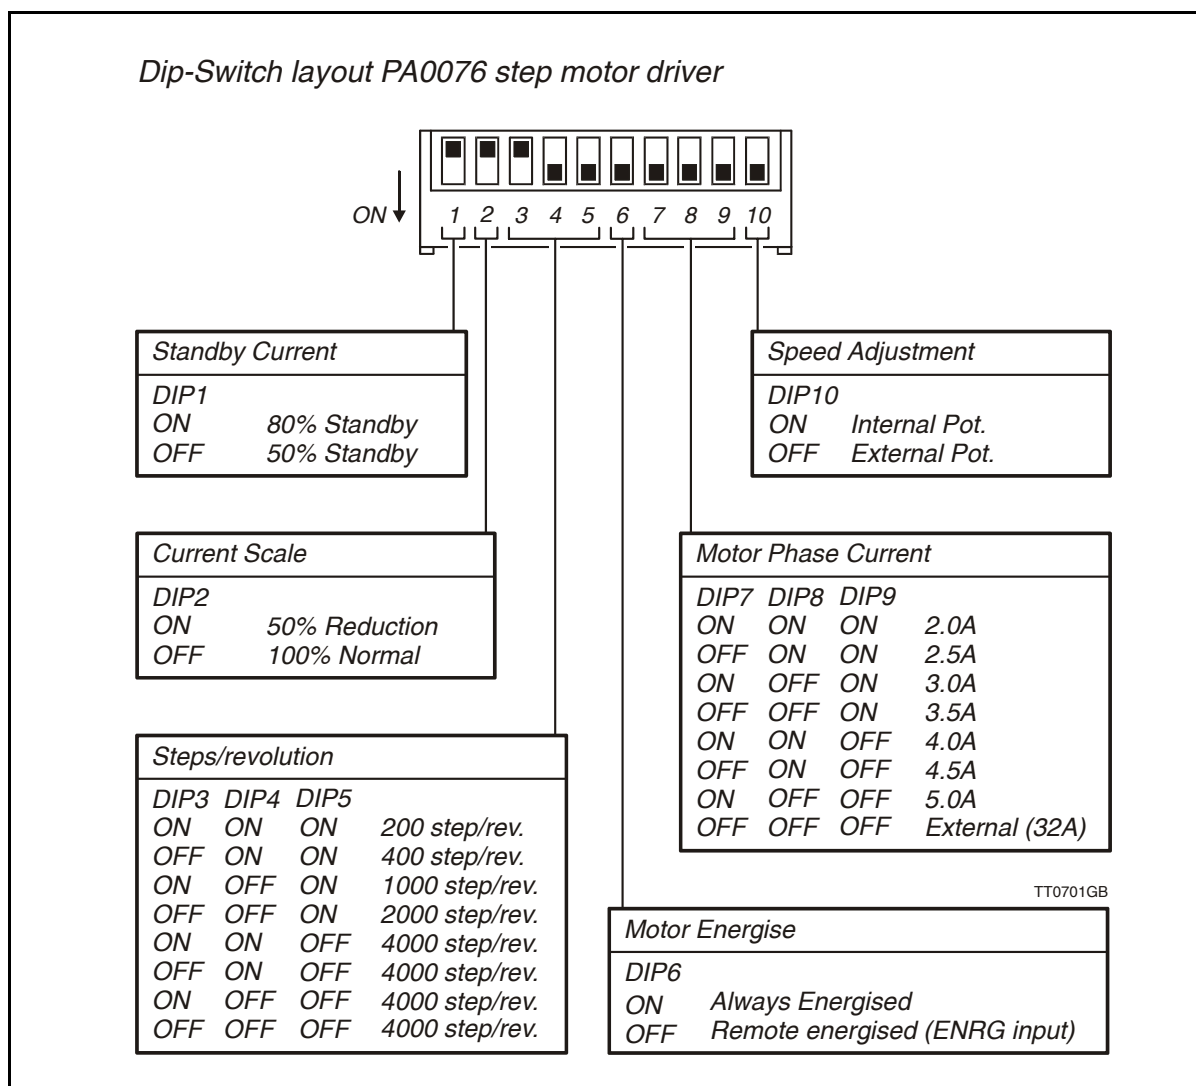 Dip-Switch layout PA0076 step motor driver
ON
1 2 3 4 5 6 7 8 9 10
Standby Current
DIP1
ON 80% Standby
OFF 50% Standby
Speed Adjustment
DIP10
ON Internal Pot.
OFF External Pot.
Current Scale
DIP2
ON 50% Reduction
OFF 100% Normal
Motor Phase Current
DIP7 DIP8 DIP9
ON ON ON 2.0A
OFF ON ON 2.5A
ON OFF ON 3.0A
OFF OFF ON 3.5A
ON ON OFF 4.0A
OFF ON OFF 4.5A
ON OFF OFF 5.0A
OFF OFF OFF External (32A)
Steps/revolution
DIP3 DIP4 DIP5
ON ON ON 200 step/rev.
OFF ON ON 400 step/rev.
ON OFF ON 1000 step/rev.
OFF OFF ON 2000 step/rev.
ON ON OFF 4000 step/rev.
OFF ON OFF 4000 step/rev.
ON OFF OFF 4000 step/rev.
OFF OFF OFF 4000 step/rev.
TT0701GB
Motor Energise
DIP6
ON Always Energised
OFF Remote energised (ENRG input)